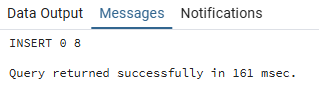 Data Output Messages Notifications
INSERT 0 8
Query returned successfully in 161 msec.